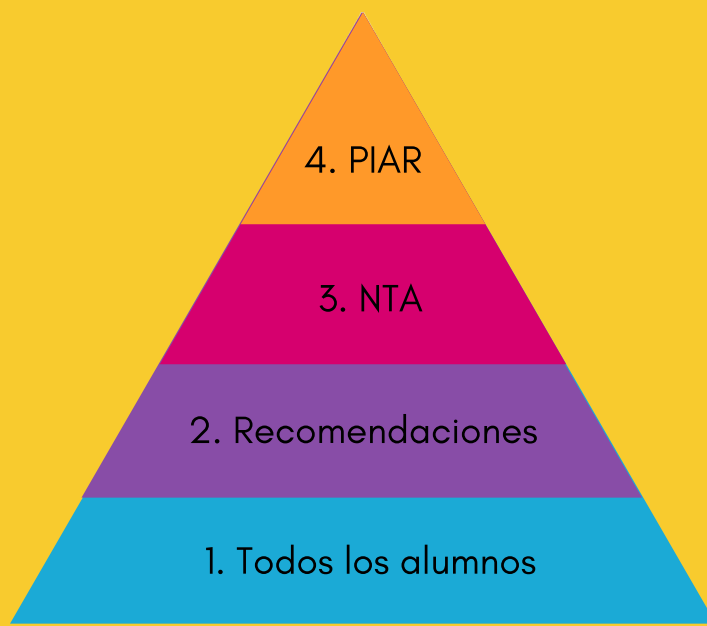 4. PIAR
3. NTA
2. Recomendaciones
1. Todos los alumnos